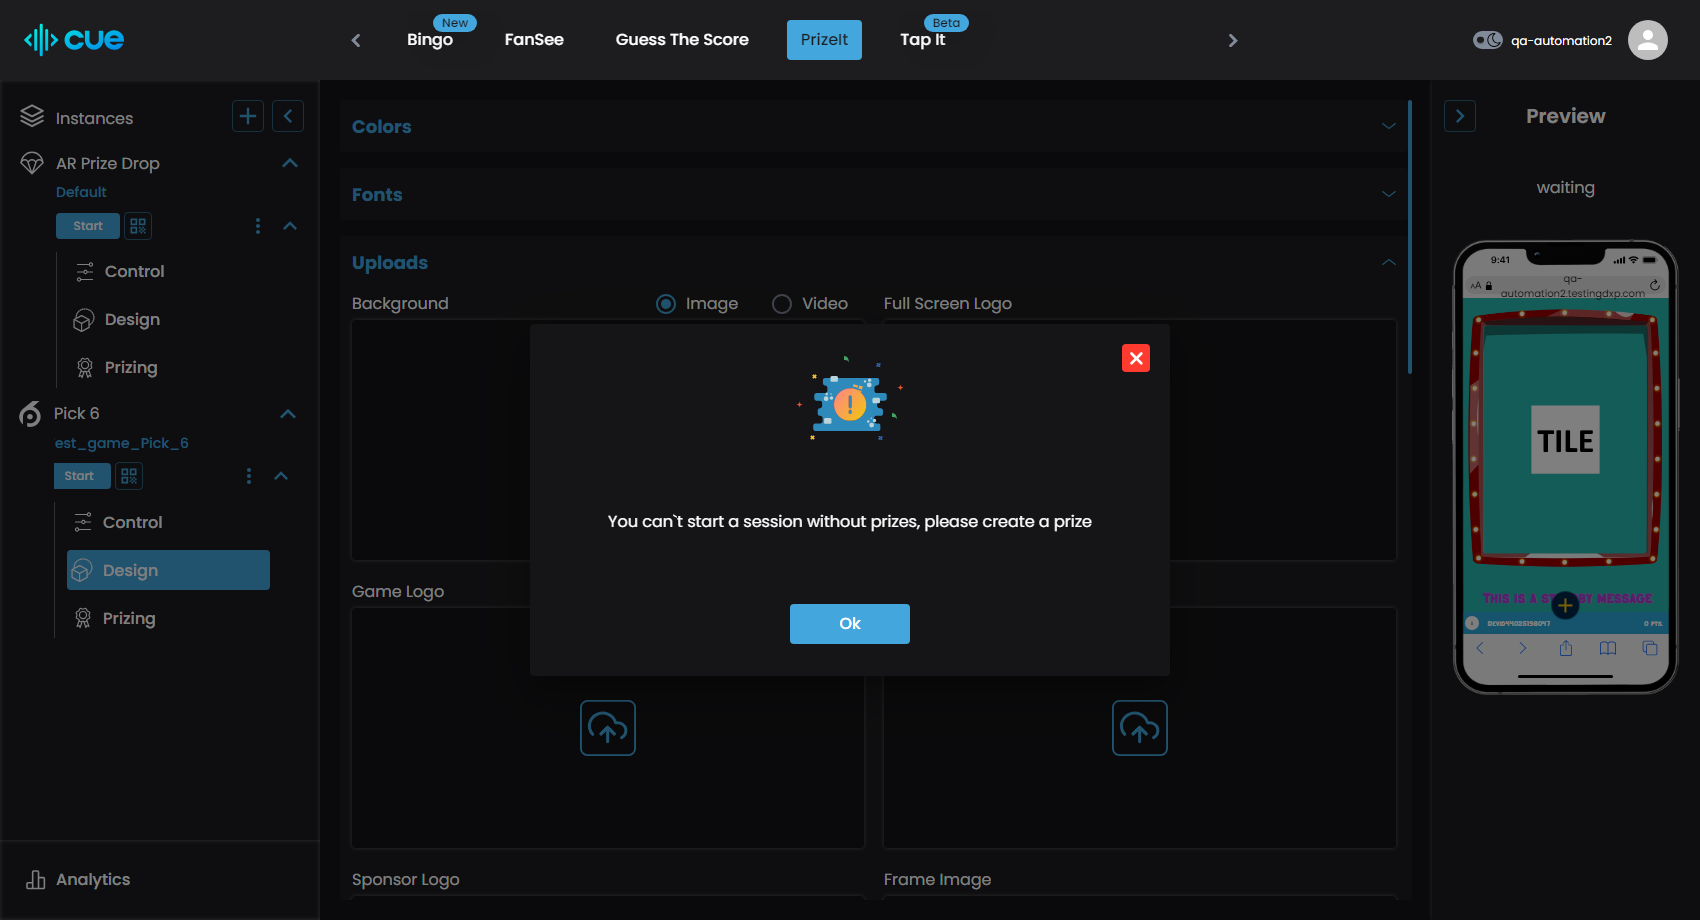 cue
New
Bingo
FanSee
Guess The Score
PrizeIt
Beta
Tap It
qa-automation2
Instances
AR Prize Drop
Default
Start
Control
Design
Prizing
Pick 6
est_game_Pick_6
Start
Control
Design
Prizing
Analytics
Colors
Fonts
Uploads
Background
Image
Video
Full Screen Logo
You can`t start a session without prizes, please create a prize
Ok
Game Logo
Sponsor Logo
Frame Image
Preview
waiting
9:41
AA
qa-
automation2.testingdxp.com
TILE
THIS IS A ST BY MESSAGE
0 PTS.